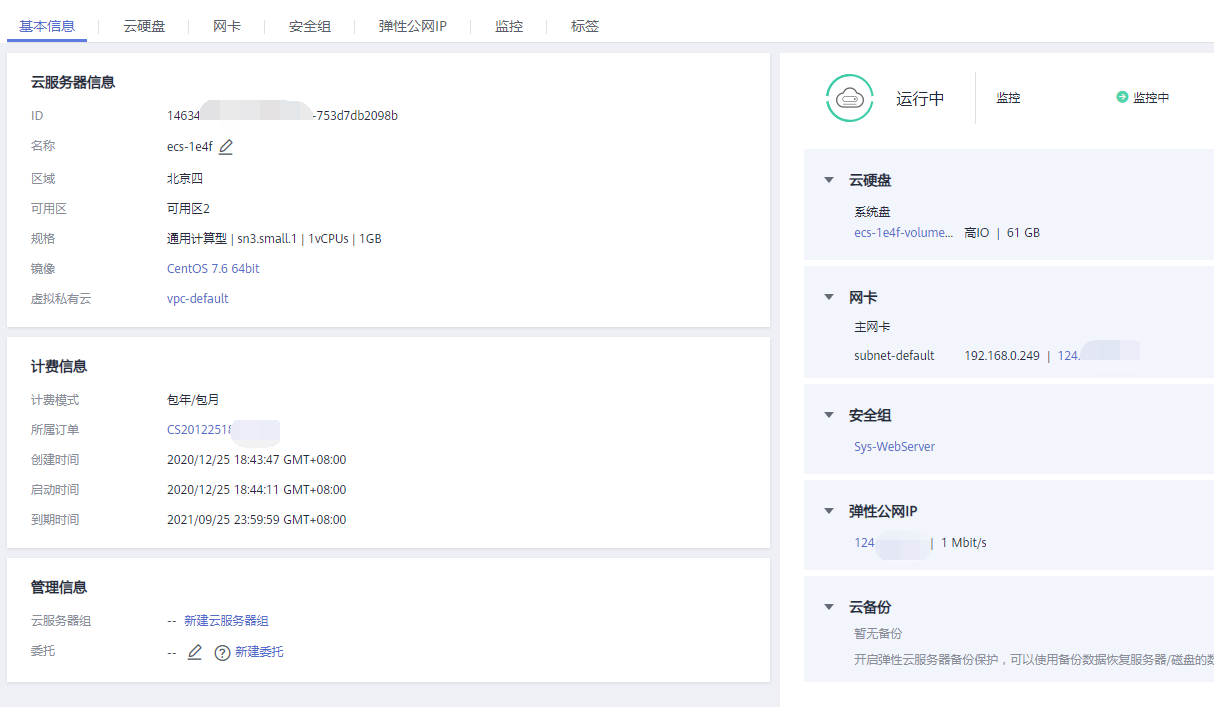 基本信息
云硬盘
网卡
安全组
弹性公网IP
监控
标签
云服务器信息
ID 14634 -753d7db2098b
名称 ecs-1e4f
区域 北京四
可用区 可用区2
规格 通用计算型 | sn3.small.1 | 1vCPUs | 1GB
镜像 CentOS 7.6 64bit
虚拟私有云 vpc-default
计费信息
计费模式 包年/包月
所属订单 CS20122518
创建时间 2020/12/25 18:43:47 GMT+08:00
启动时间 2020/12/25 18:44:11 GMT+08:00
到期时间 2021/09/25 23:59:59 GMT+08:00
管理信息
云服务器组 -- 新建云服务器组
委托 -- 新建委托
运行中
监控
监控中
云硬盘
系统盘
ecs-1e4f-volume... 高IO | 61 GB
网卡
主网卡
subnet-default 192.168.0.249 | 124.
安全组
Sys-WebServer
弹性公网IP
124 | 1 Mbit/s
云备份
暂无备份
开启弹性云服务器备份保护，可以使用备份数据恢复服务器/磁盘的数